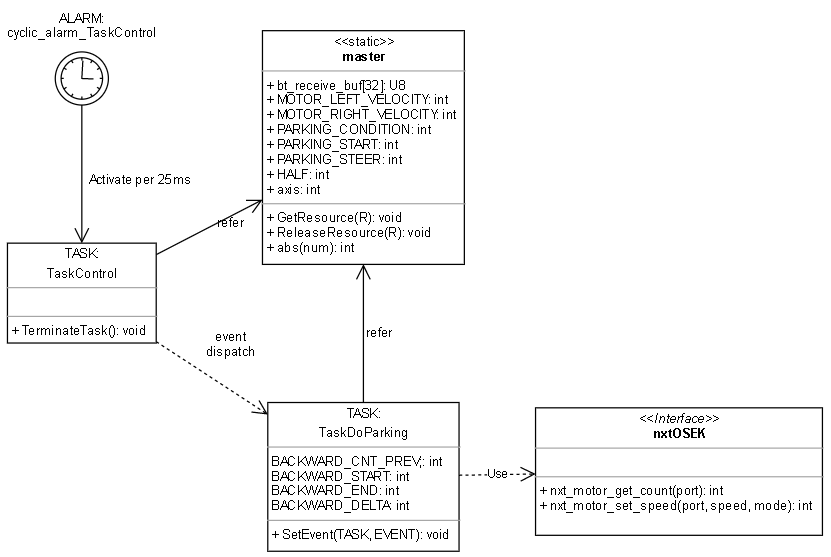 ALARM:
cyclic_alarm_TaskControl
Activate per 25ms
<<static>>
master
+ bt_receive_buf[32]: U8
+ MOTOR_LEFT_VELOCITY: int
+ MOTOR_RIGHT_VELOCITY: int
+ PARKING_CONDITION: int
+ PARKING_START: int
+ PARKING_STEER: int
+ HALF: int
+ axis: int
+ GetResource(R): void
+ ReleaseResource(R): void
+ abs(num): int
refer
TASK:
TaskControl
+ TerminateTask(): void
event
dispatch
refer
TASK:
TaskDoParking
BACKWARD_CNT_PREV;: int
BACKWARD_START: int
BACKWARD_END: int
BACKWARD_DELTA: int
+ SetEvent(TASK, EVENT): void
Use
<<Interface>>
nxtOSEK
+ nxt_motor_get_count(port): int
+ nxt_motor_set_speed(port, speed, mode): int